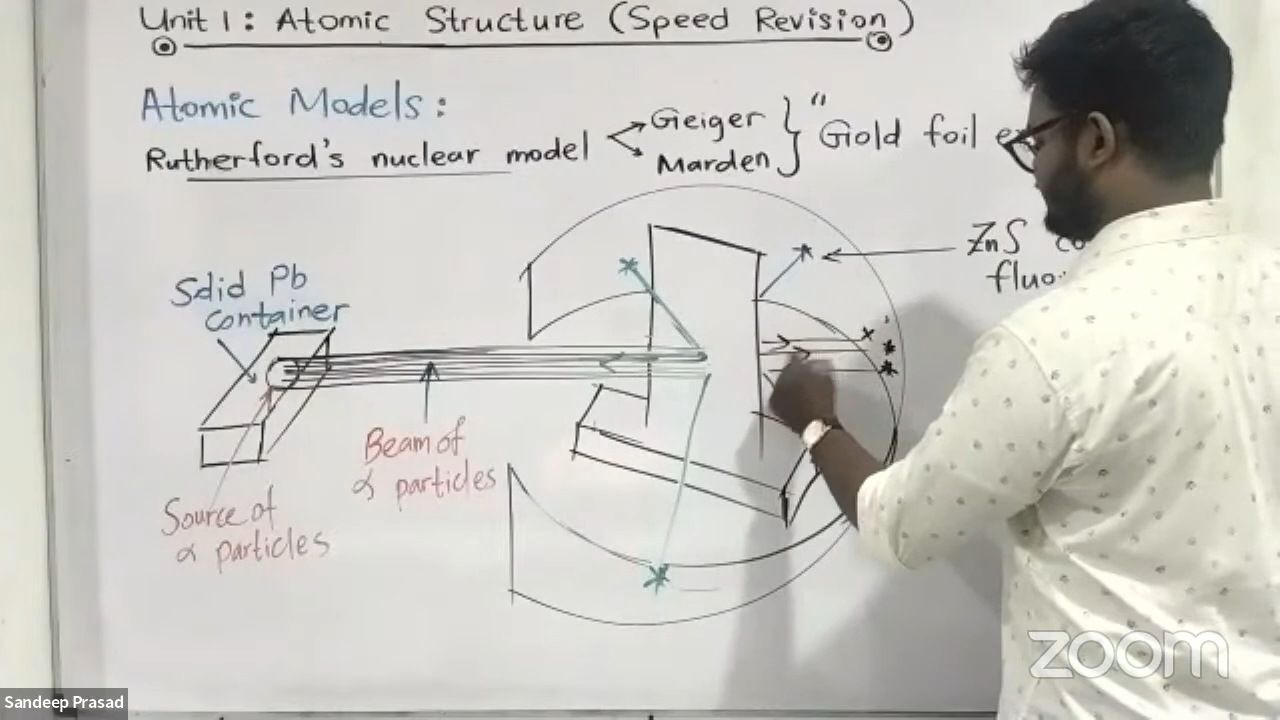 Unit 1: Atomic Structure (Speed Revision)
Atomic Models:
Rutherford's nuclear model
Geiger
Marden
" Gold foil
ZnS
Solid Pb
container
Beam of
α particles
Source of
α particles
zoom
Sandeep Prasad